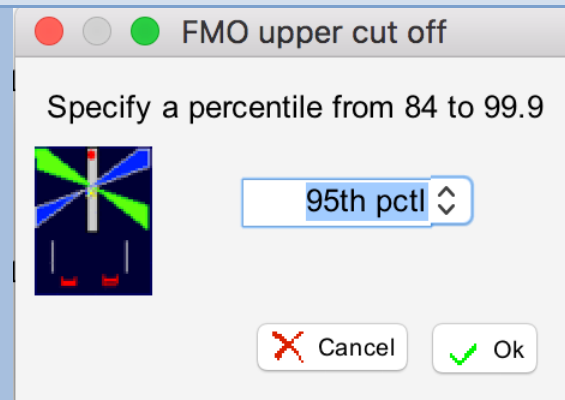 FMO upper cut off
Specify a percentile from 84 to 99.9
95th pctl
Cancel
Ok